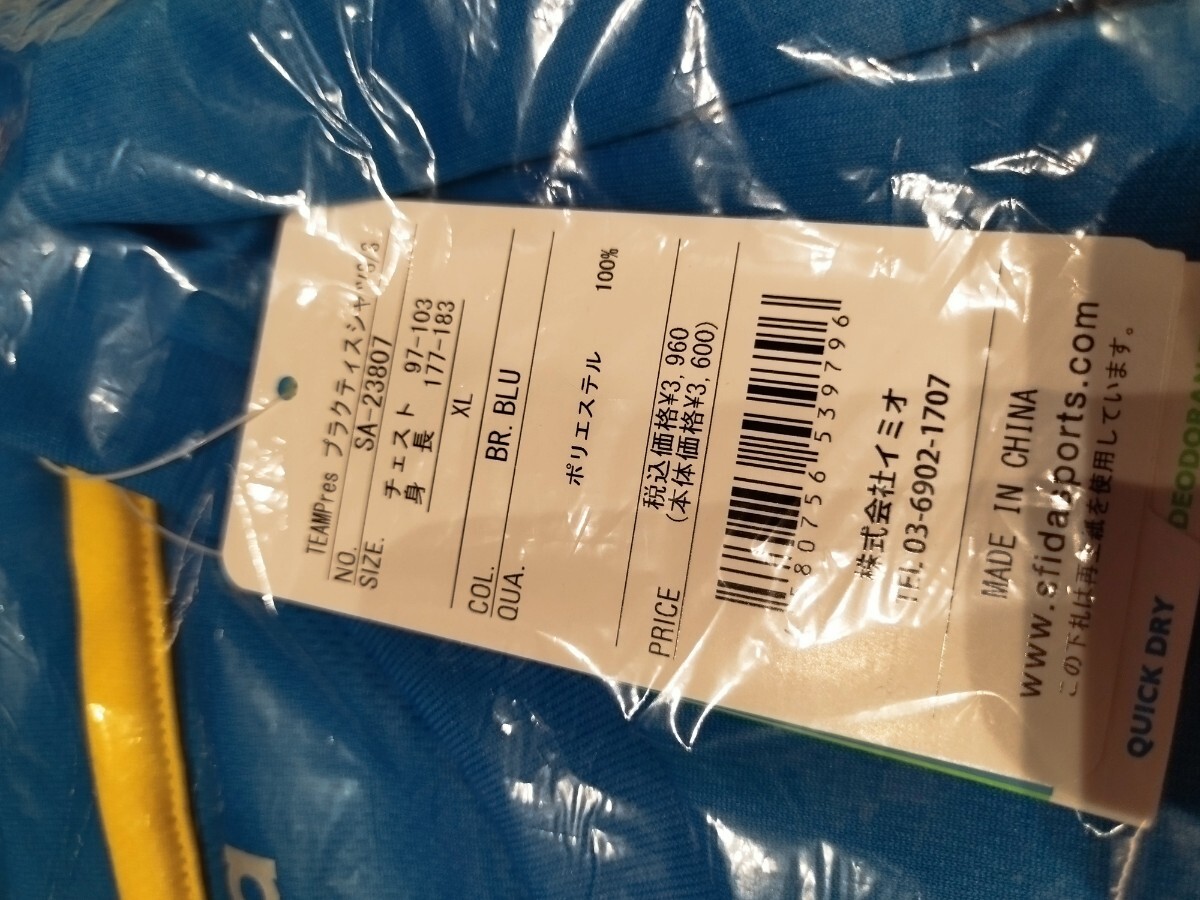 TEAMPres プラクティスシャツS/S
NO. SA-23807
SIZE. チェスト 97-103
身長 177-183
XL
COL. BR.BLU
QUA.
ポリエステル 100%
PRICE 税込価格¥3,960
(本体価格¥3,600)
580756539796
株式会社イミオ
TEL 03-6902-1707
MADE IN CHINA
www.sfidasports.com
この下札は再生紙を使用しています。
QUICK DRY